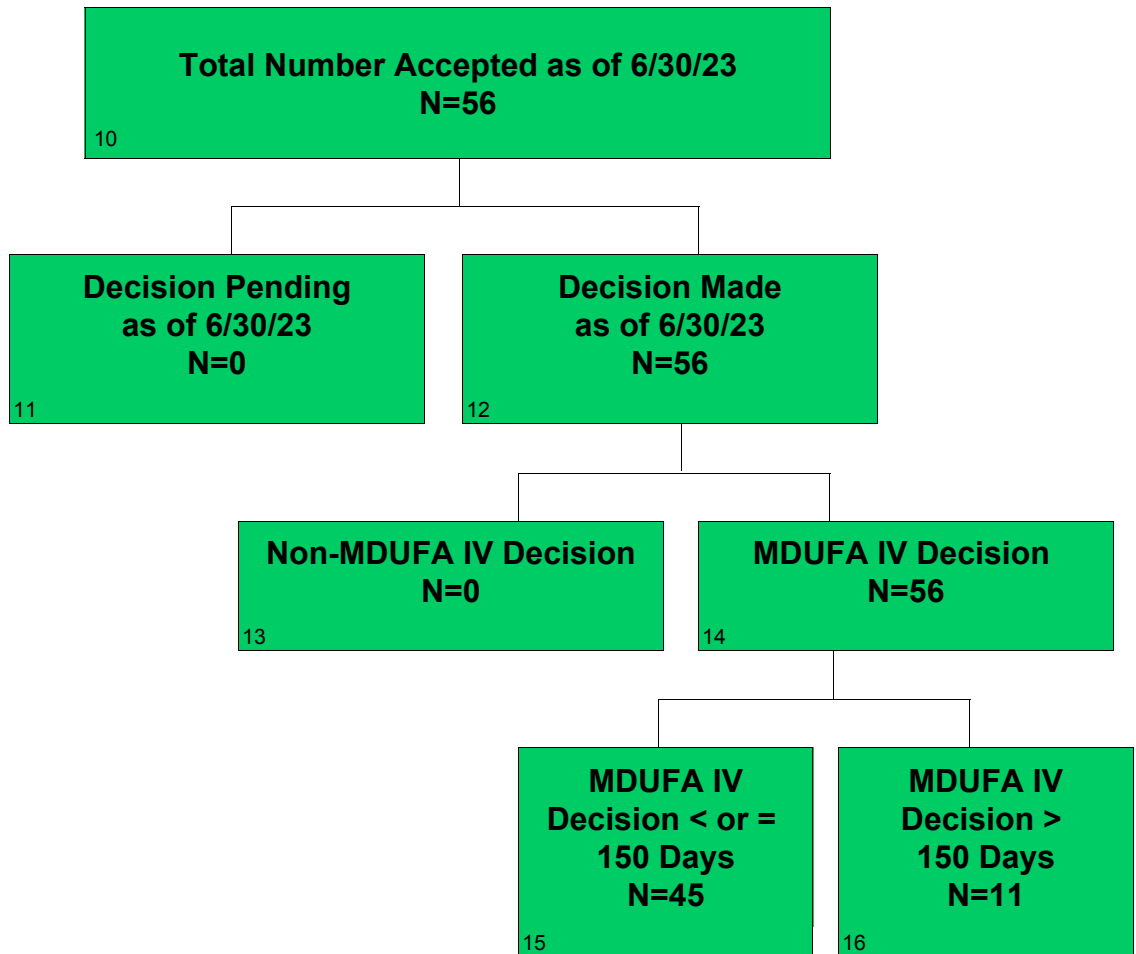 Total Number Accepted as of 6/30/23
N=56
10
Decision Pending
as of 6/30/23
N=0
11
Decision Made
as of 6/30/23
N=56
12
Non-MDUFA IV Decision
N=0
13
MDUFA IV Decision
N=56
14
MDUFA IV
Decision < or =
150 Days
N=45
15
MDUFA IV
Decision >
150 Days
N=11
16